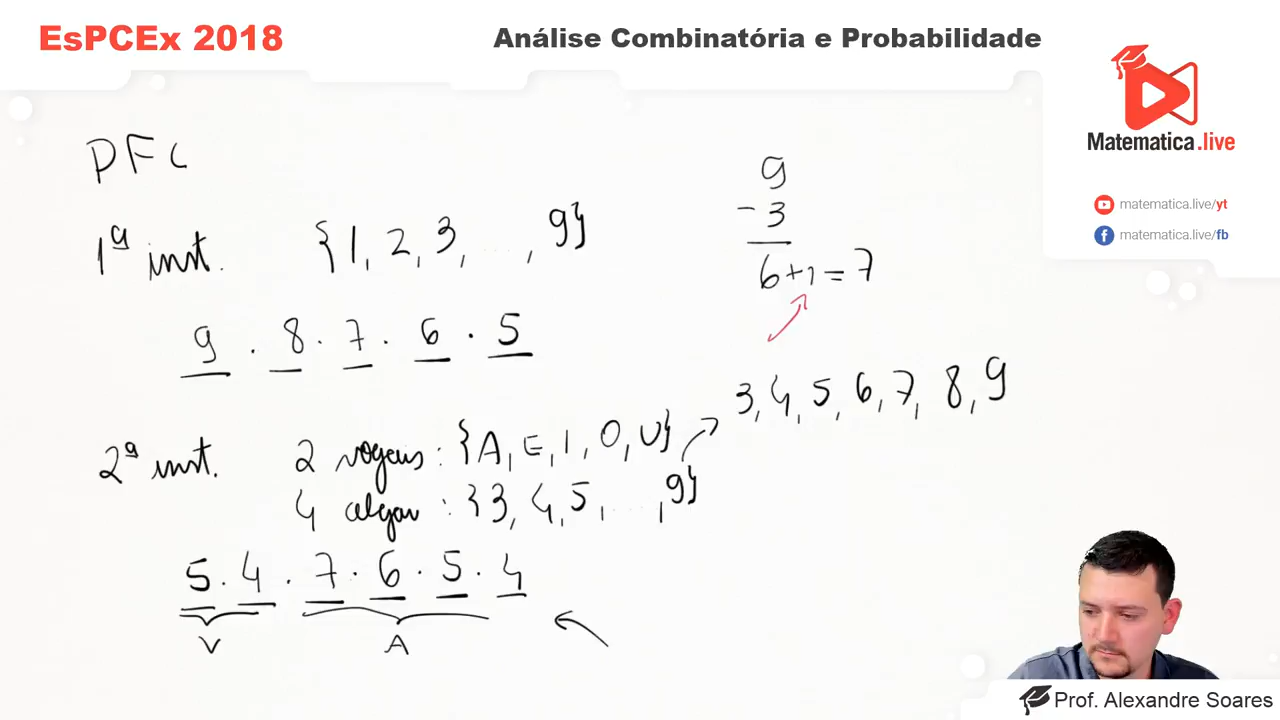 EsPCEx 2018
Análise Combinatória e Probabilidade
Matematica.live
matematica.live/yt
matematica.live/fb
PFC
1ª inst. {1, 2, 3, ..., 9}
9 . 8 . 7 . 6 . 5
9
- 3
6+1=7
3, 4, 5, 6, 7, 8, 9
2ª inst. 2 vogais : {A, E, I, O, U}
4 algar : {3, 4, 5, ..., 9}
5 . 4 . 7 . 6 . 5 . 4
V A
Prof. Alexandre Soares